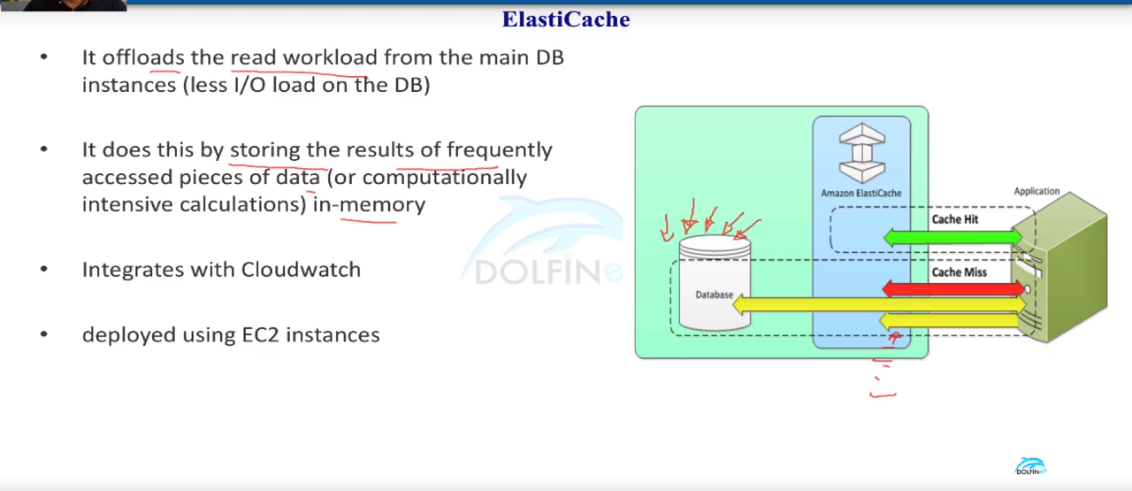 ElastiCache
• It offloads the read workload from the main DB
instances (less I/O load on the DB)
• It does this by storing the results of frequently
accessed pieces of data (or computationally
intensive calculations) in-memory
• Integrates with Cloudwatch
• deployed using EC2 instances
Amazon ElastiCache
Application
Cache Hit
Cache Miss
Database
DOLFINe
DOLFINe